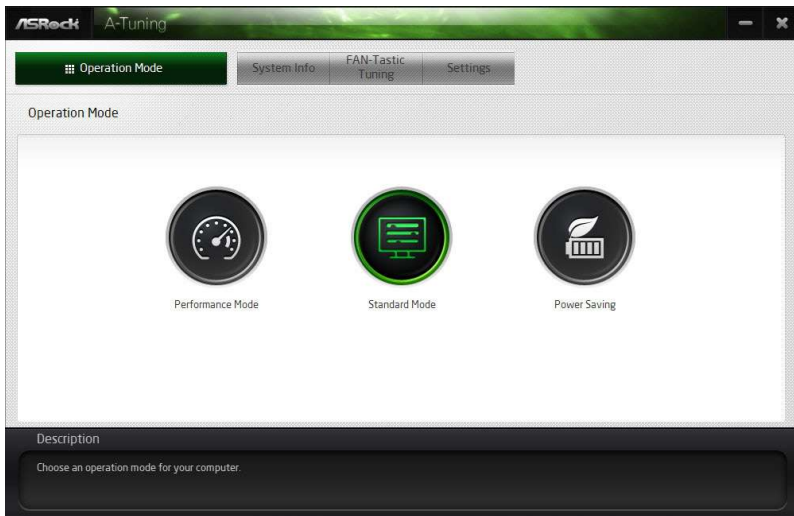 ASRock A-Tuning
Operation Mode System Info FAN-Tastic Tuning Settings
Operation Mode
Performance Mode Standard Mode Power Saving
Description
Choose an operation mode for your computer.